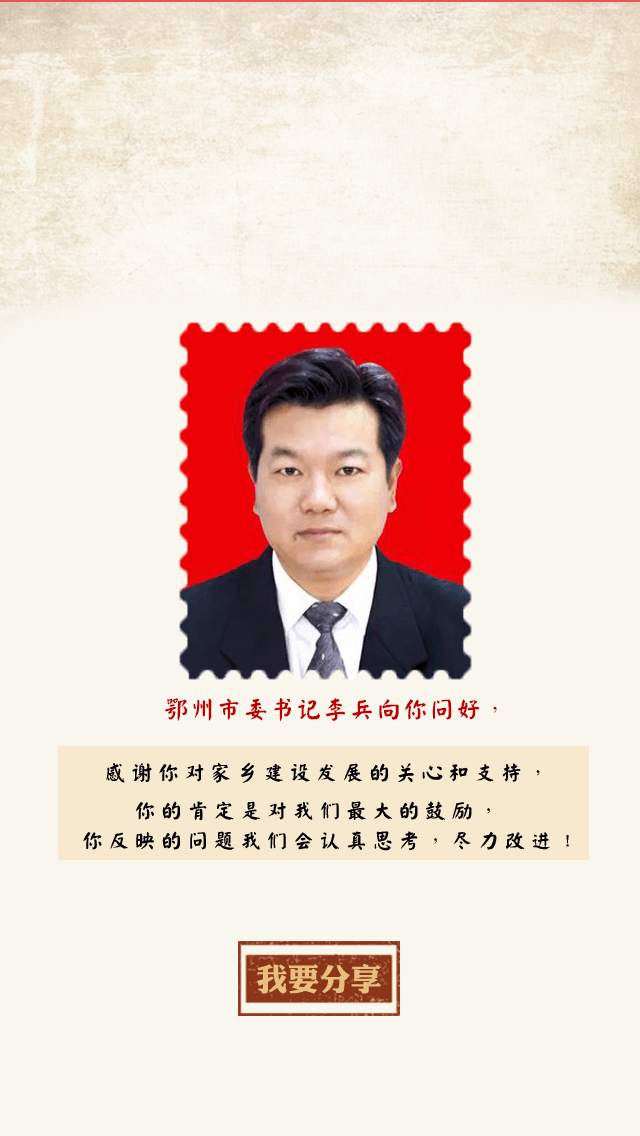 鄂州市委书记李兵向你问好，
感谢你对家乡建设发展的关心和支持，
你的肯定是对我们最大的鼓励，
你反映的问题我们会认真思考，尽力改进！
我要分享